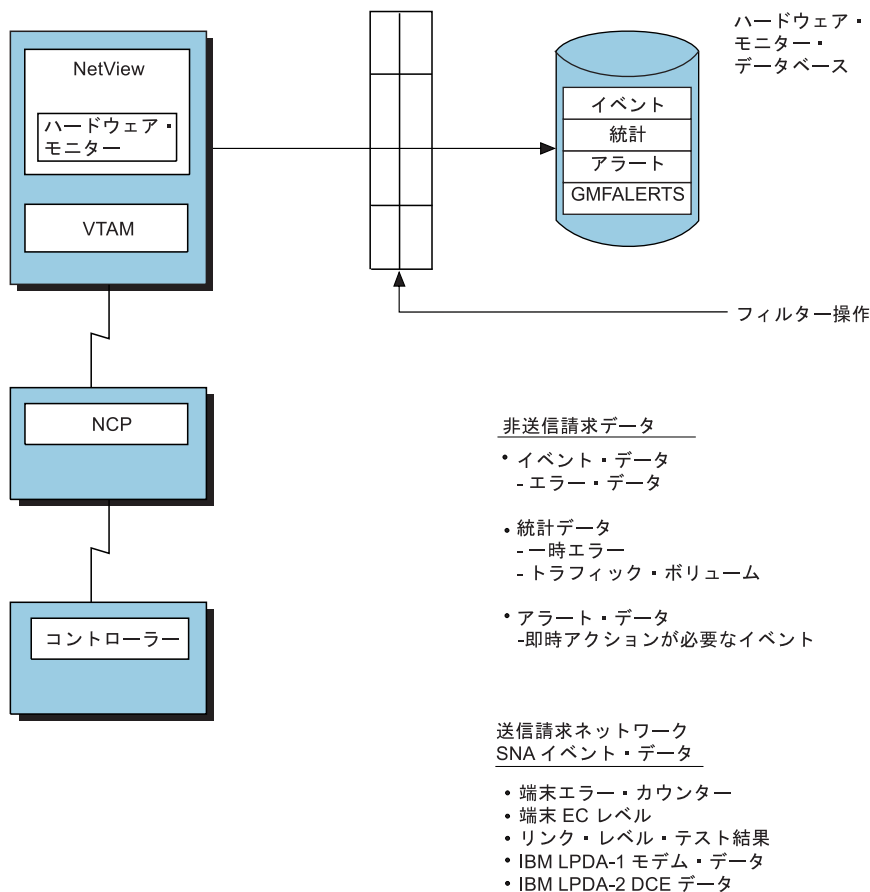 NetView
ハードウェア・
モニター
VTAM
NCP
コントローラー
ハードウェア・
モニター・
データベース
イベント
統計
アラート
GMFALERTS
フィルター操作
非送信請求データ
• イベント・データ
- エラー・データ
• 統計データ
- 一時エラー
- トラフィック・ボリューム
• アラート・データ
-即時アクションが必要なイベント
送信請求ネットワーク
SNA イベント・データ
• 端末エラー・カウンター
• 端末 EC レベル
• リンク・レベル・テスト結果
• IBM LPDA-1 モデム・データ
• IBM LPDA-2 DCE データ